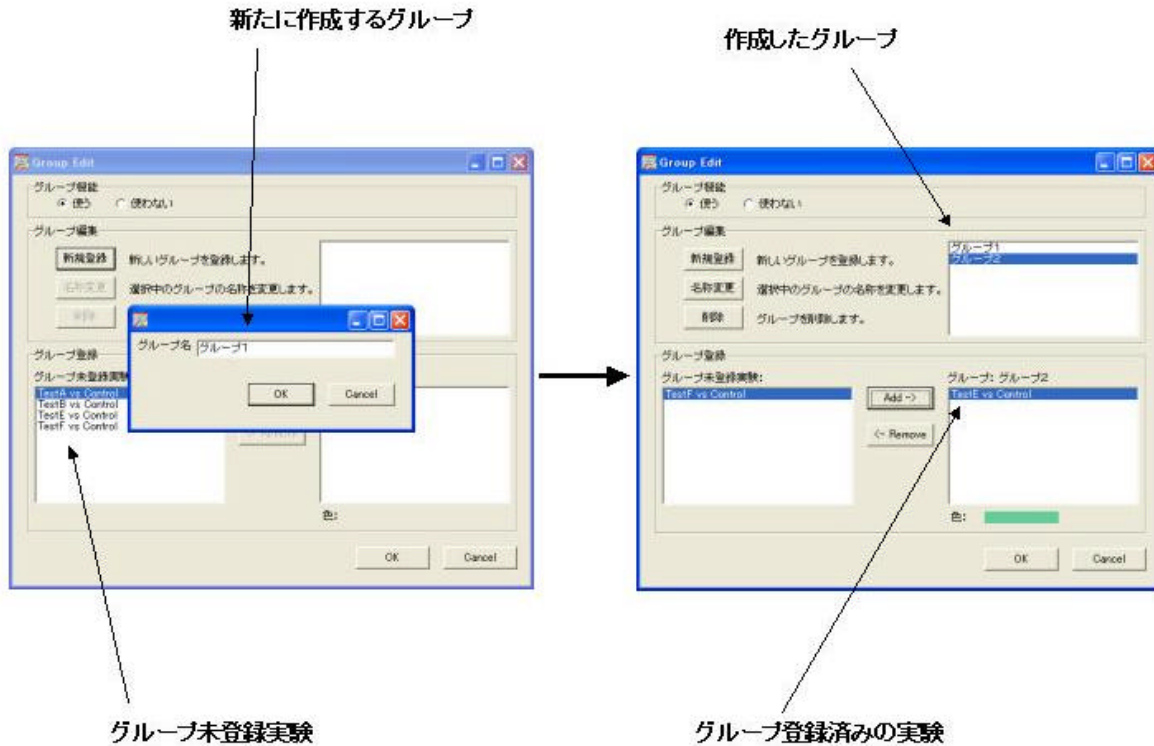 新たに作成するグループ
作成したグループ
Group Edit
グループ機能
使う 使わない
グループ編集
新規登録 新しいグループを登録します。
名称変更 選択中のグループの名称を変更します。
削除
グループ名 グループ1
OK Cancel
グループ登録
グループ未登録実験
TestA vs Control
TestB vs Control
TestE vs Control
TestF vs Control
<- Remove
色:
OK Cancel
Group Edit
グループ機能
使う 使わない
グループ編集
新規登録 新しいグループを登録します。
名称変更 選択中のグループの名称を変更します。
削除 グループを削除します。
グループ1
グループ2
グループ登録
グループ未登録実験:
TestF vs Control
Add ->
<- Remove
グループ: グループ2
TestE vs Control
色:
OK Cancel
グループ未登録実験
グループ登録済みの実験